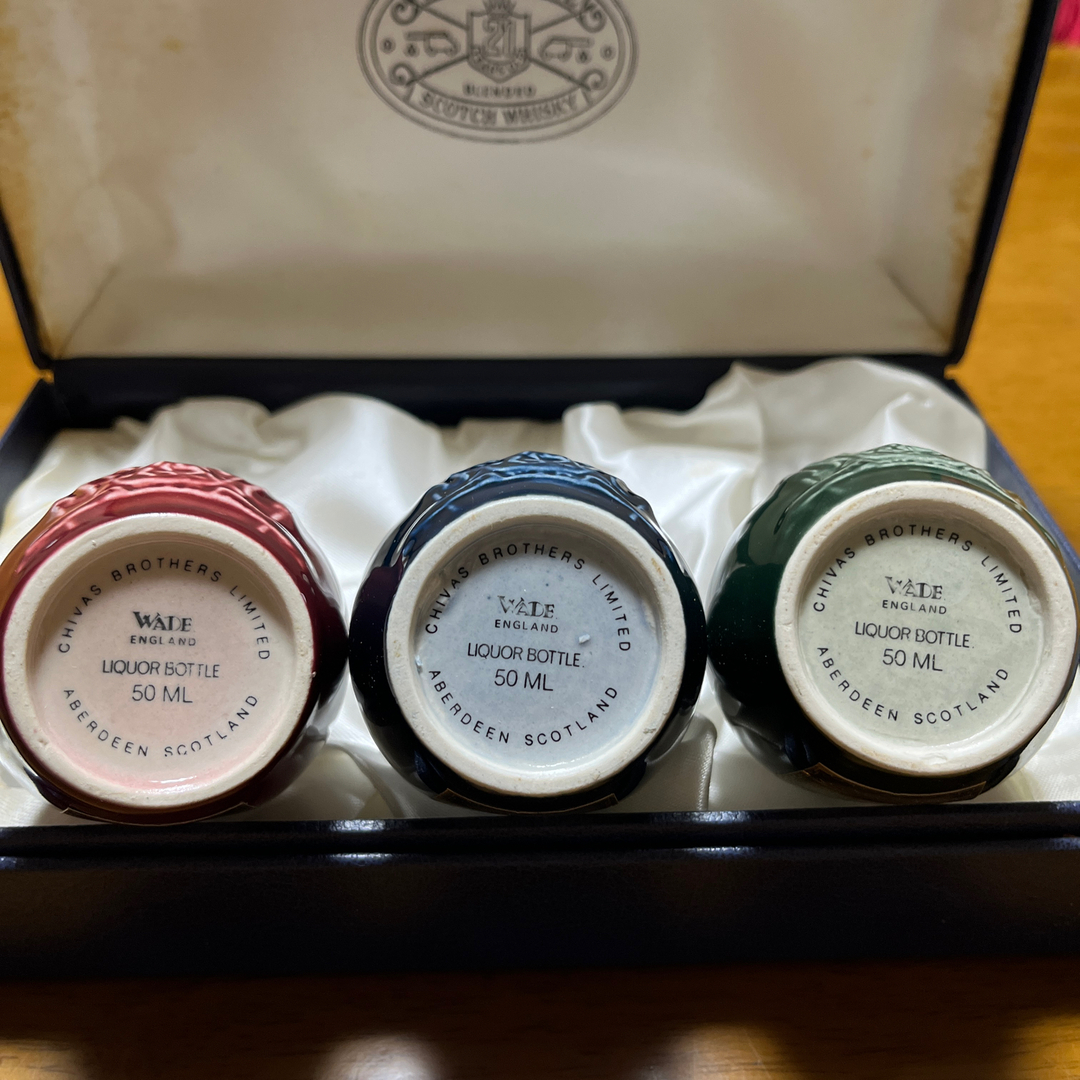 21
BLENDED
SCOTCH WHISKY
CHIVAS BROTHERS LIMITED
WADE
ENGLAND
LIQUOR BOTTLE
50 ML
ABERDEEN SCOTLAND
CHIVAS BROTHERS LIMITED
WADE
ENGLAND
LIQUOR BOTTLE.
50 ML
ABERDEEN SCOTLAND
CHIVAS BROTHERS LIMITED
WADE
ENGLAND
LIQUOR BOTTLE.
50 ML
ABERDEEN SCOTLAND